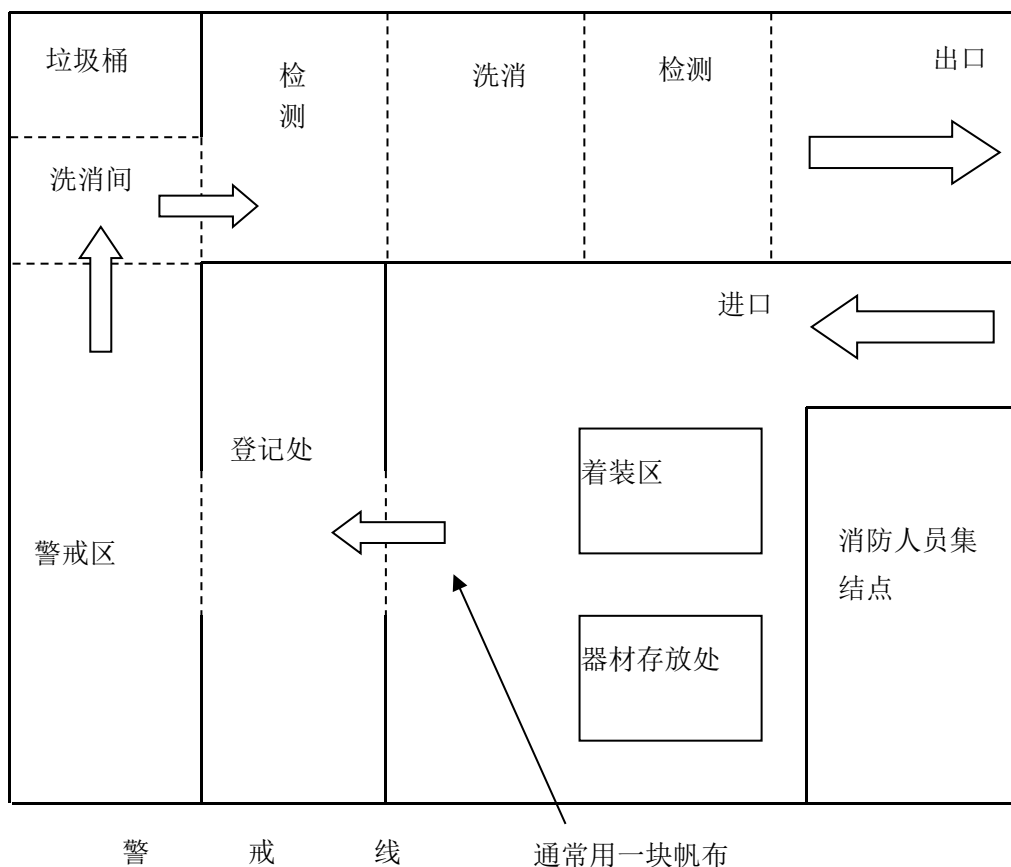 垃圾桶
检
测
洗消
检测
出口
洗消间
进口
登记处
着装区
警戒区
消防人员集
结点
器材存放处
警 戒 线
通常用一块帆布